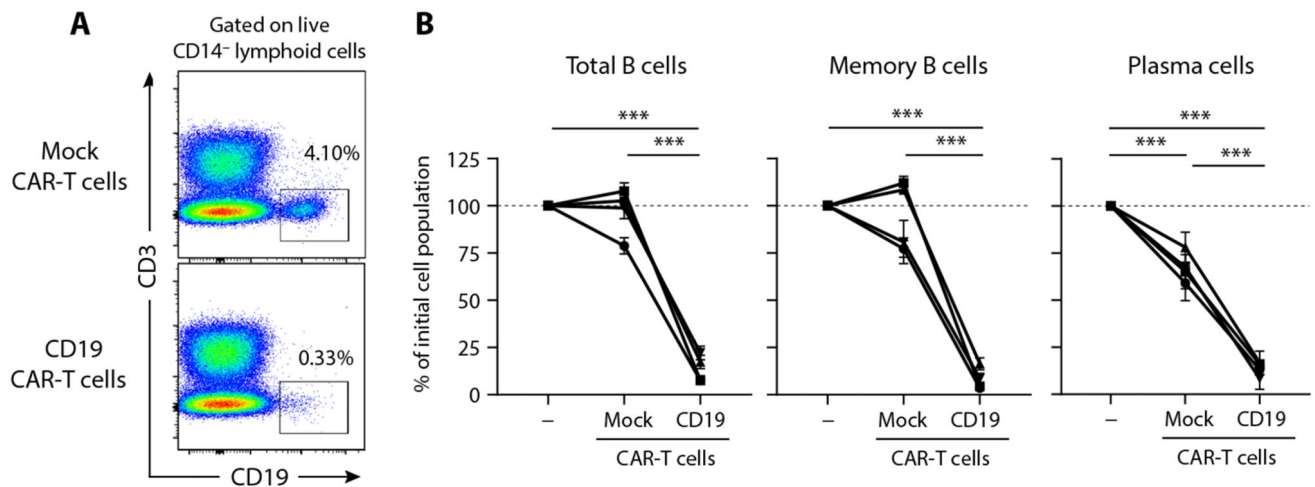 A
Gated on live
CD14⁻ lymphoid cells
Mock
CAR-T cells
4.10%
CD19
CAR-T cells
0.33%
CD3
CD19
B
Total B cells
Memory B cells
Plasma cells
***
***
***
***
***
***
***
% of initial cell population
125
100
75
50
25
0
– Mock CD19
CAR-T cells
– Mock CD19
CAR-T cells
– Mock CD19
CAR-T cells